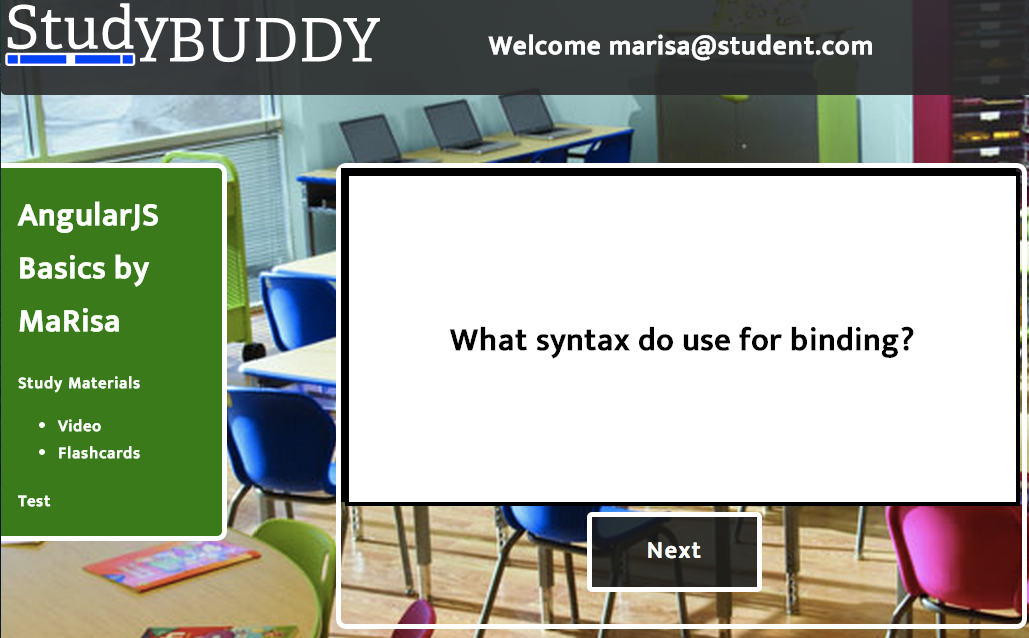 StudyBUDDY
Welcome marisa@student.com
AngularJS
Basics by
MaRisa
Study Materials
Video
Flashcards
Test
What syntax do use for binding?
Next